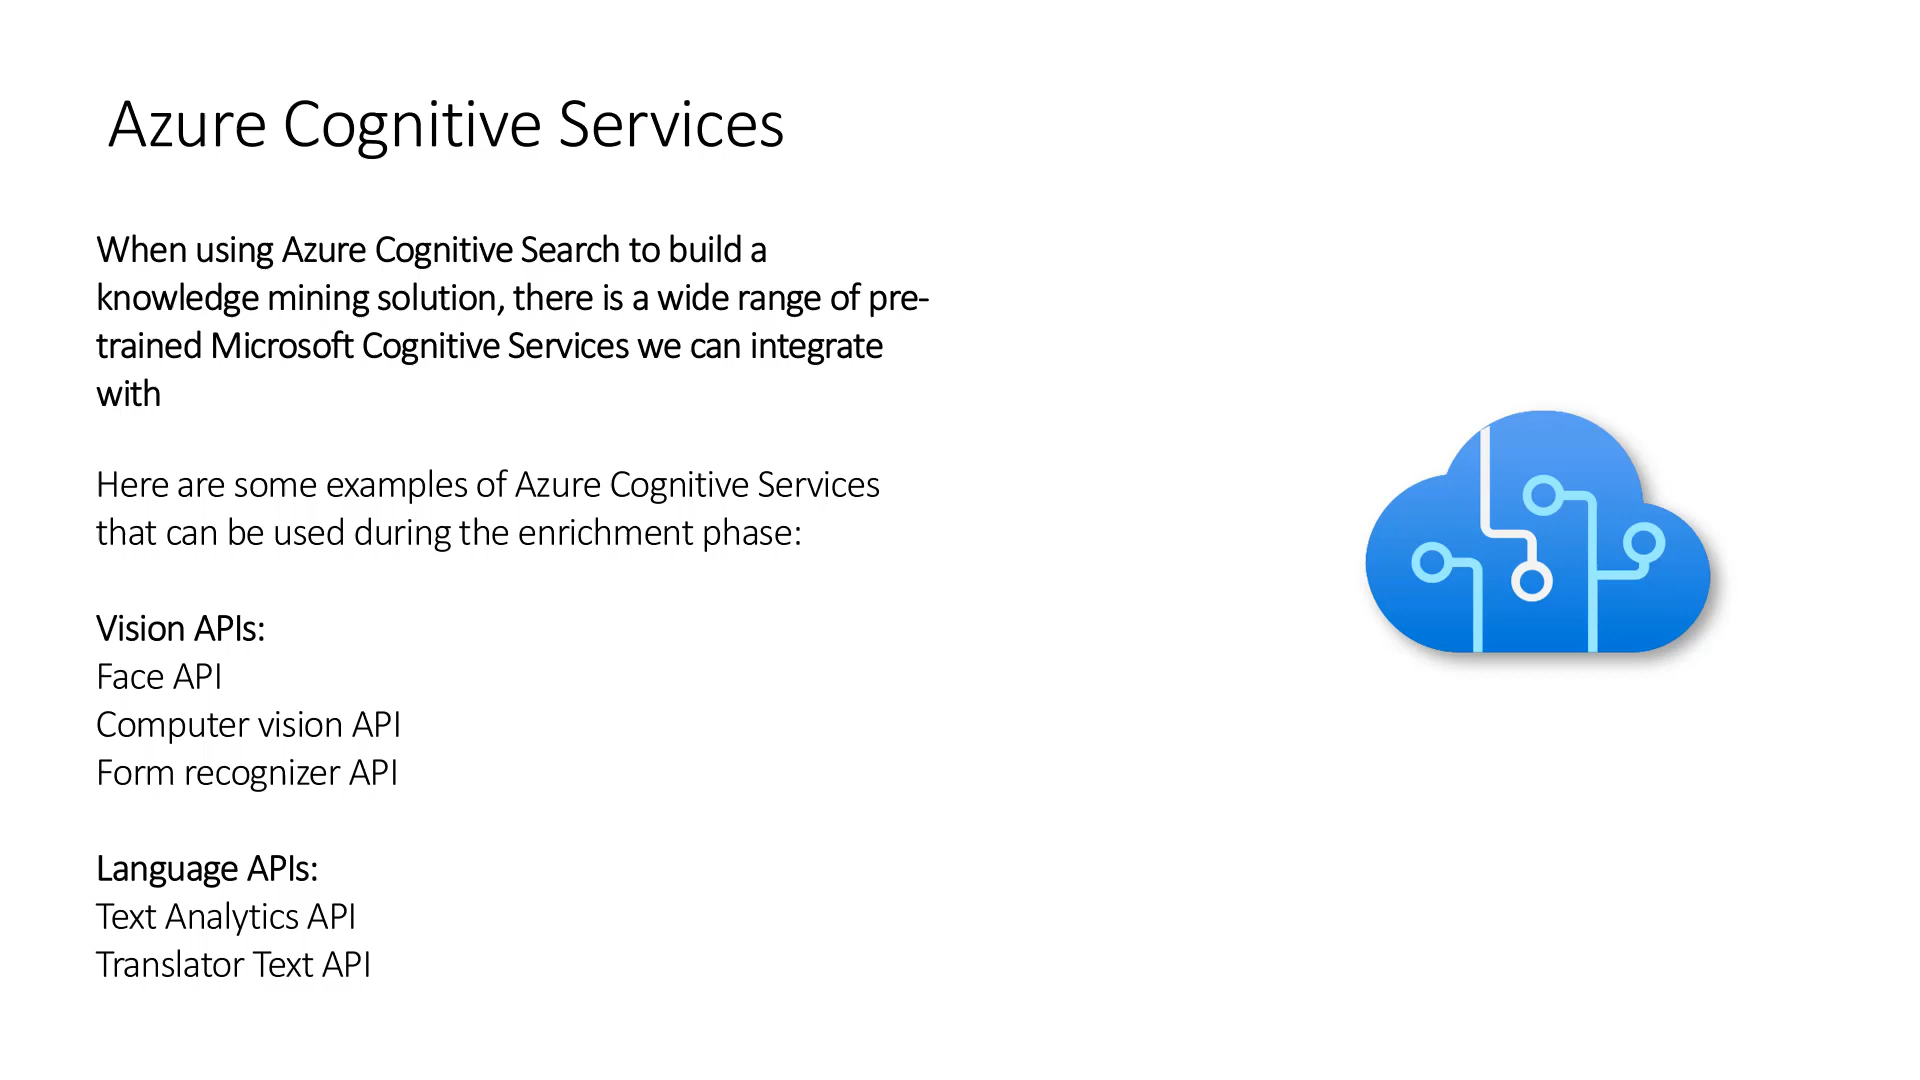 Azure Cognitive Services
When using Azure Cognitive Search to build a
knowledge mining solution, there is a wide range of pre-
trained Microsoft Cognitive Services we can integrate
with
Here are some examples of Azure Cognitive Services
that can be used during the enrichment phase:
Vision APIs:
Face API
Computer vision API
Form recognizer API
Language APIs:
Text Analytics API
Translator Text API